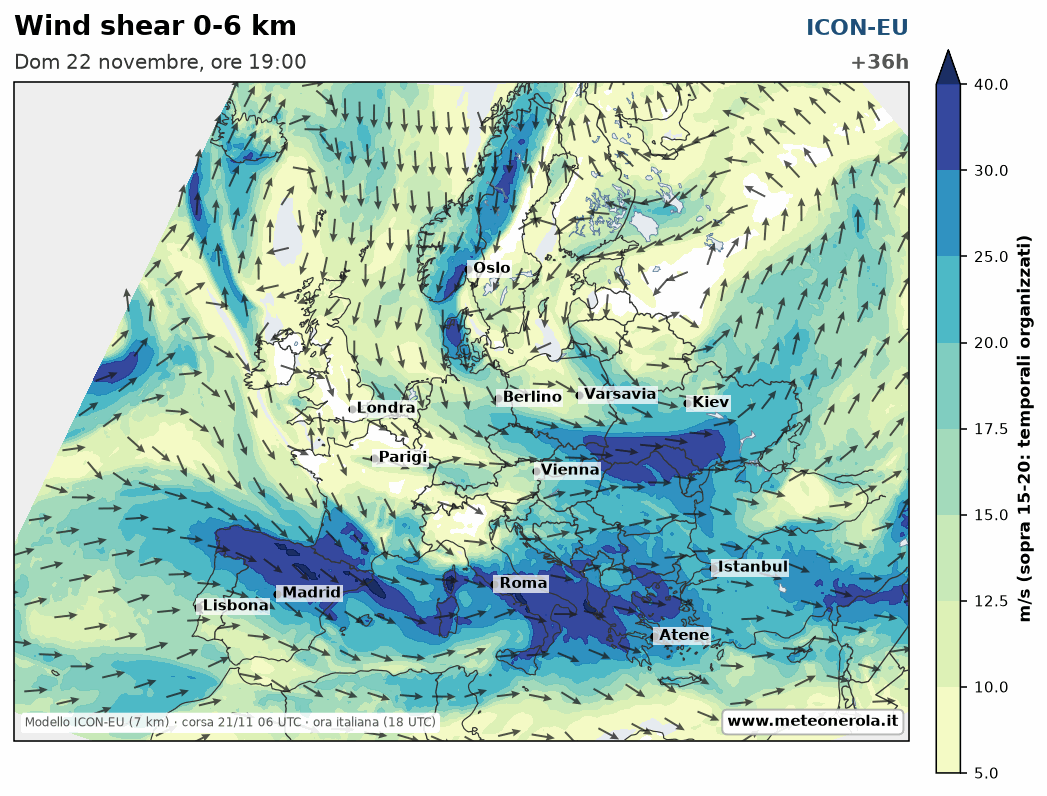 Wind shear 0-6 km
ICON-EU
Dom 22 novembre, ore 19:00
+36h
40.0
30.0
25.0
20.0
17.5
15.0
12.5
10.0
5.0
m/s (sopra 15-20: temporali organizzati)
Oslo
Berlino
Varsavia
Kiev
Londra
Parigi
Vienna
Istanbul
Roma
Madrid
Lisbona
Atene
Modello ICON-EU (7 km) · corsa 21/11 06 UTC · ora italiana (18 UTC)
www.meteonerola.it